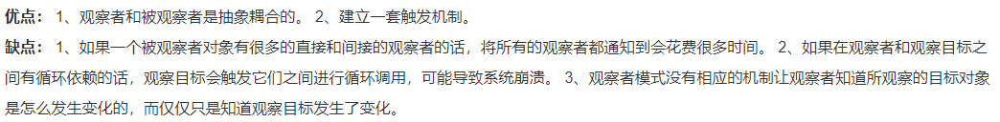 优点： 1、观察者和被观察者是抽象耦合的。 2、建立一套触发机制。
缺点： 1、如果一个被观察者对象有很多的直接和间接的观察者的话，将所有的观察者都通知到会花费很多时间。 2、如果在观察者和观察目标之
间有循环依赖的话，观察目标会触发它们之间进行循环调用，可能导致系统崩溃。 3、观察者模式没有相应的机制让观察者知道所观察的目标对象
是怎么发生变化的，而仅仅只是知道观察目标发生了变化。